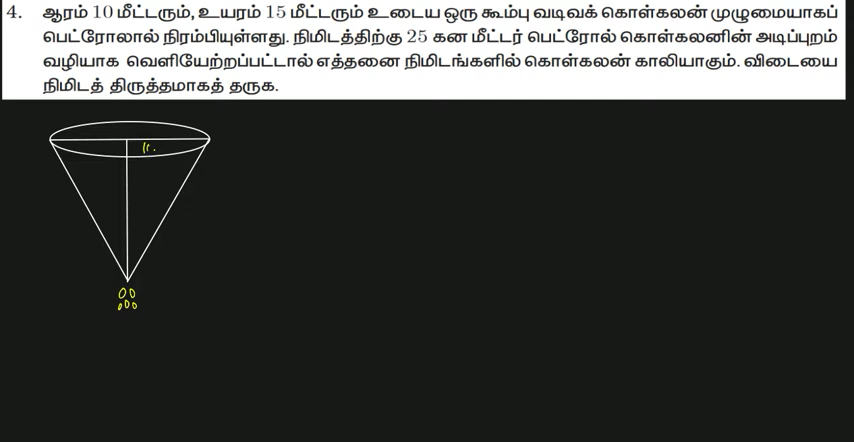 4. ஆரம் 10 மீட்டரும், உயரம் 15 மீட்டரும் உடைய ஒரு கூம்பு வடிவக் கொள்கலன் முழுமையாகப்
பெட்ரோலால் நிரம்பியுள்ளது. நிமிடத்திற்கு 25 கன மீட்டர் பெட்ரோல் கொள்கலனின் அடிப்புறம்
வழியாக வெளியேற்றப்பட்டால் எத்தனை நிமிடங்களில் கொள்கலன் காலியாகும். விடையை
நிமிடத் திருத்தமாகத் தருக.